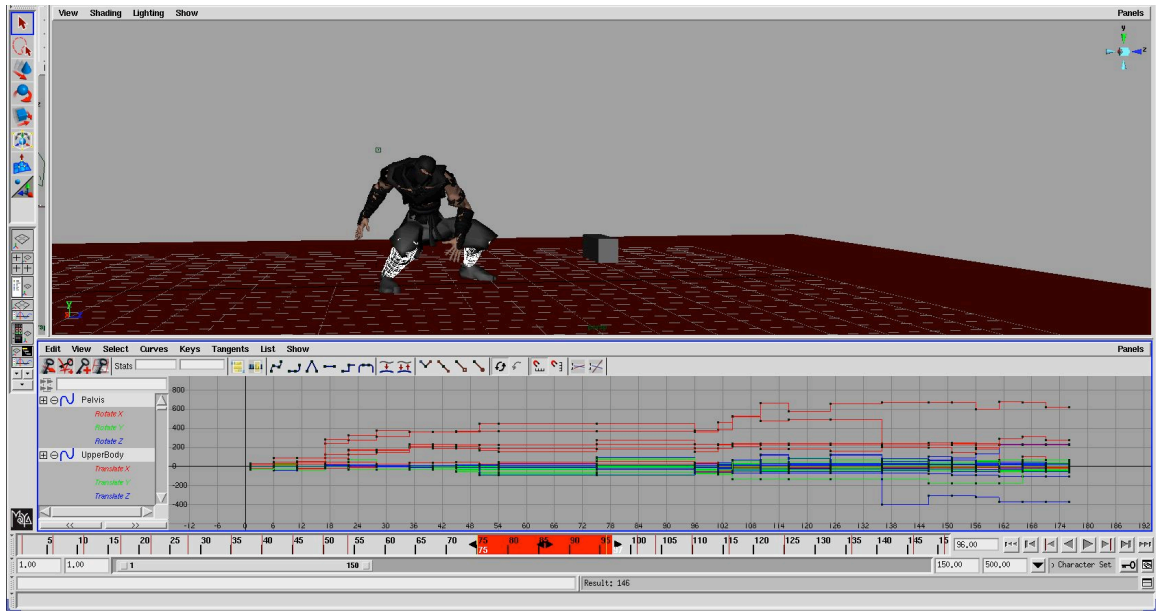 View Shading Lighting Show Panels
y
z
y
Edit View Select Curves Keys Tangents List Show Panels
Stats
Pelvis
Rotate X
Rotate Y
Rotate Z
UpperBody
Translate X
Translate Y
Translate Z
800
600
400
200
0
-200
-400
-12 -6 0 6 12 18 24 30 36 42 48 54 60 66 72 78 84 90 96 102 108 114 120 126 132 138 144 150 156 162 168 174 180 186 192
<< >>
5 10 15 20 25 30 35 40 45 50 55 60 65 70 75 80 85 90 95 100 105 110 115 120 125 130 135 140 145 15 96.00
75
1.00 1.00 1 150 150.00 500.00 Character Set
Result: 146